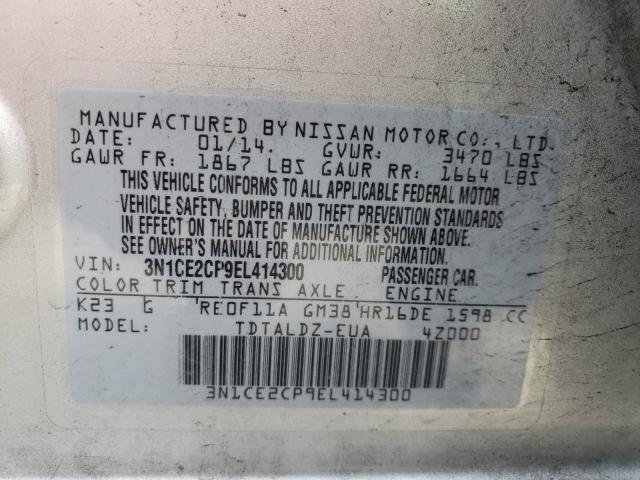 MANUFACTURED BY NISSAN MOTOR CO., LTD.
DATE: 01/14. GVWR: 3470 LBS
GAWR FR: 1867 LBS GAWR RR: 1664 LBS
THIS VEHICLE CONFORMS TO ALL APPLICABLE FEDERAL MOTOR
VEHICLE SAFETY, BUMPER AND THEFT PREVENTION STANDARDS
IN EFFECT ON THE DATE OF MANUFACTURE SHOWN ABOVE.
SEE OWNER'S MANUAL FOR ADDITIONAL INFORMATION.
VIN: 3N1CE2CP9EL414300 PASSENGER CAR.
COLOR TRIM TRANS AXLE. ENGINE
K23 G RE0F11A GM38 HR16DE 1598 CC
MODEL: TDTALDZ-EUA 4Z000
3N1CE2CP9EL414300